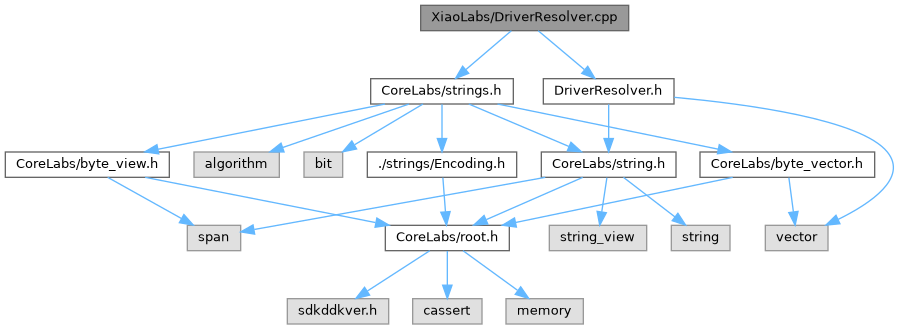 XiaoLabs/DriverResolver.cpp
CoreLabs/strings.h
DriverResolver.h
CoreLabs/byte_view.h
algorithm
bit
./strings/Encoding.h
CoreLabs/string.h
CoreLabs/byte_vector.h
span
CoreLabs/root.h
string_view
string
vector
sdkddkver.h
cassert
memory